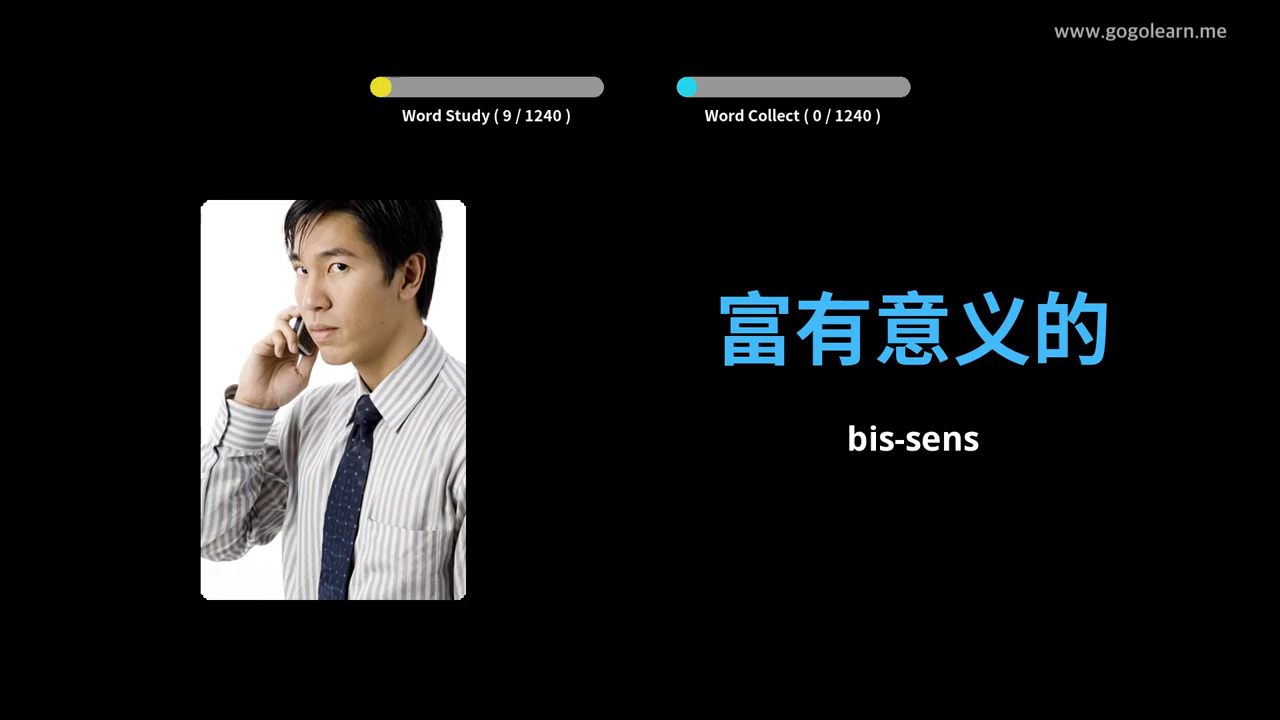 www.gogolearn.me
Word Study ( 9 / 1240 )
Word Collect ( 0 / 1240 )
富有意义的
bis-sens